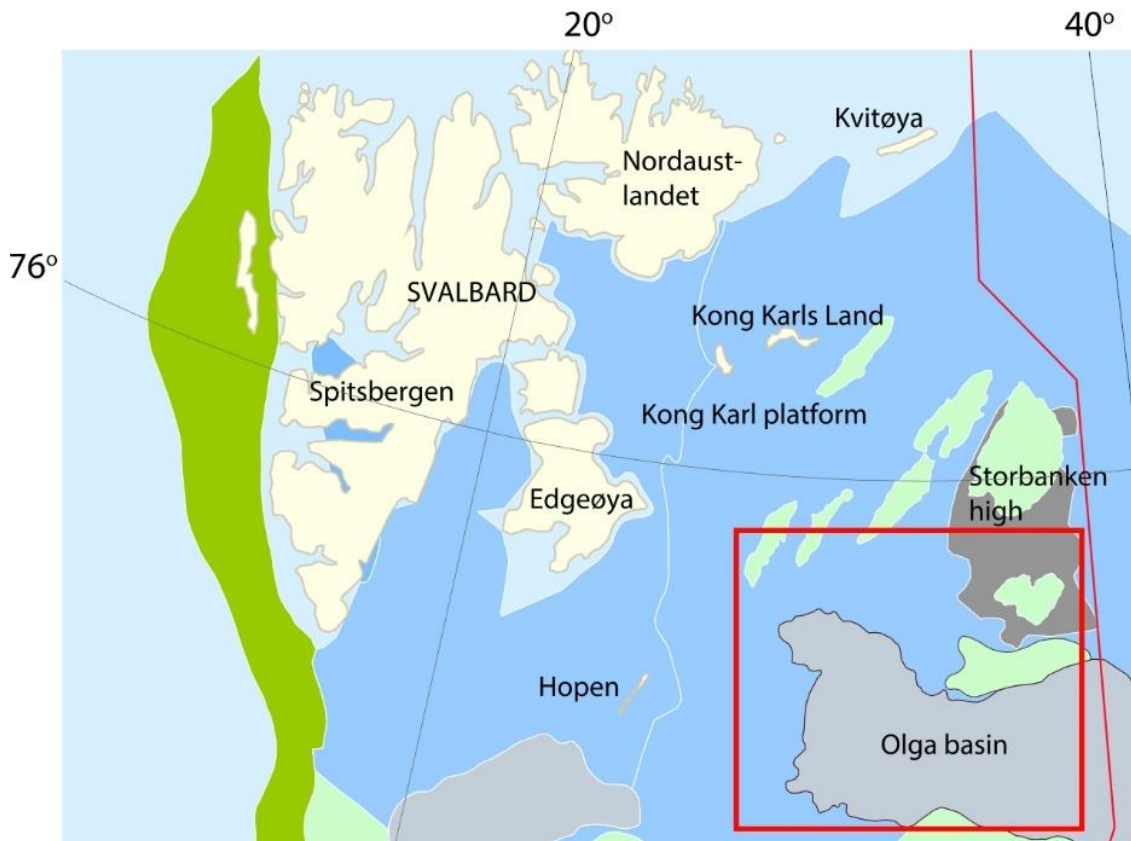 20°
40°
Kvitøya
Nordaust-
landet
76°
SVALBARD
Kong Karls Land
Spitsbergen
Kong Karl platform
Storbanken
high
Edgeøya
Hopen
Olga basin